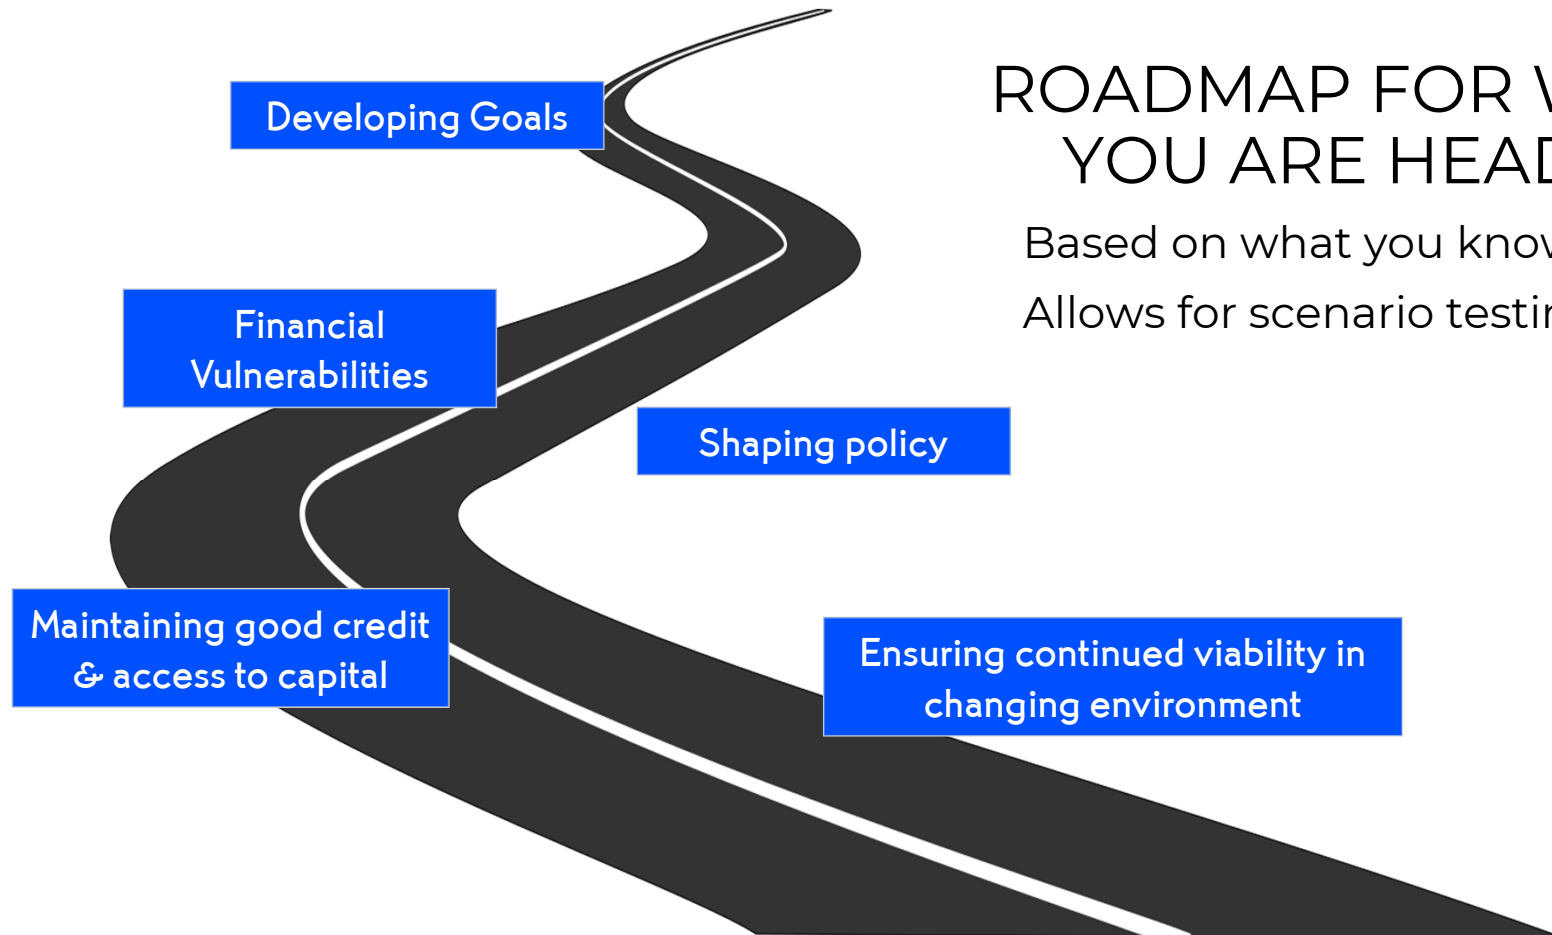 ROADMAP FOR
YOU ARE
Based on what you
Allows for scenario
Developing Goals
Financial
Vulnerabilities
Shaping policy
Maintaining good credit
& access to capital
Ensuring continued viability in
changing environment